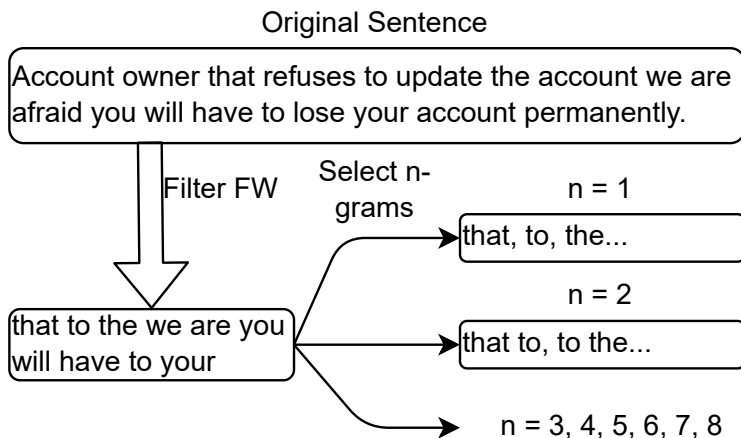 Original Sentence
Account owner that refuses to update the account we are
afraid you will have to lose your account permanently.
Filter FW
Select n-
grams
n = 1
that, to, the...
n = 2
that to the we are you
will have to your
that to, to the...
n = 3, 4, 5, 6, 7, 8